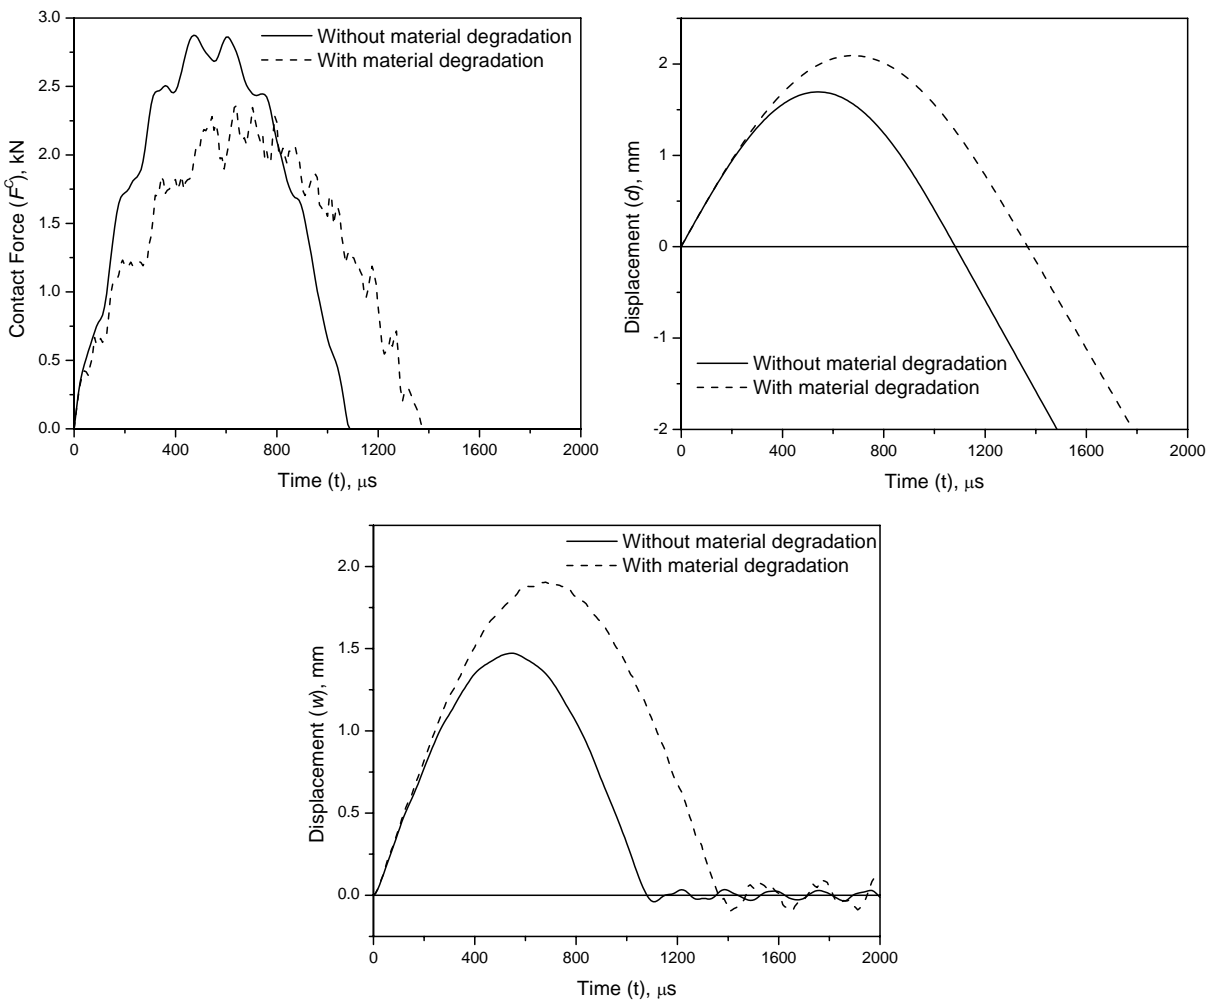 3.0
2.5
2.0
1.5
1.0
0.5
0.0
Contact Force (F^C), kN
Without material degradation
With material degradation
0 400 800 1200 1600 2000
Time (t), μs
2
1
0
-1
-2
Displacement (d), mm
Without material degradation
With material degradation
0 400 800 1200 1600 2000
Time (t), μs
2.0
1.5
1.0
0.5
0.0
Displacement (w), mm
Without material degradation
With material degradation
0 400 800 1200 1600 2000
Time (t), μs